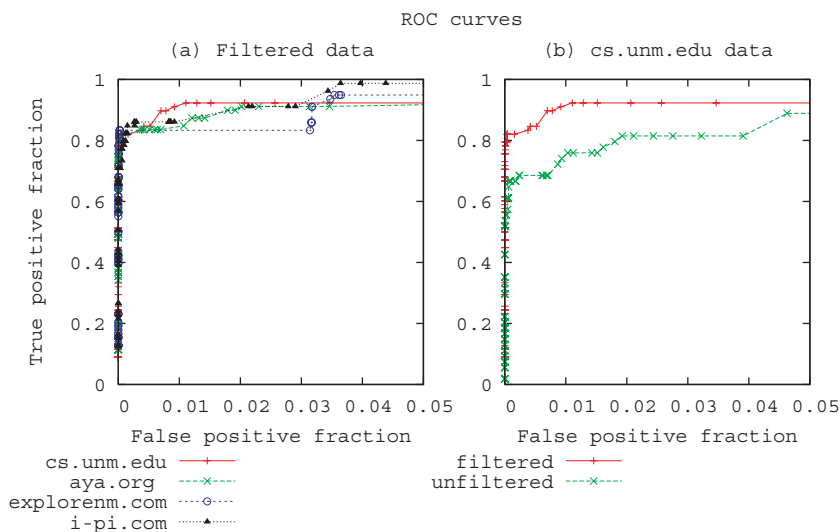 ROC curves
(a) Filtered data
(b) cs.unm.edu data
True positive fraction
1
0.8
0.6
0.4
0.2
0
0 0.01 0.02 0.03 0.04 0.05
False positive fraction
1
0.8
0.6
0.4
0.2
0
0 0.01 0.02 0.03 0.04 0.05
False positive fraction
cs.unm.edu
aya.org
explorenm.com
i-pi.com
filtered
unfiltered